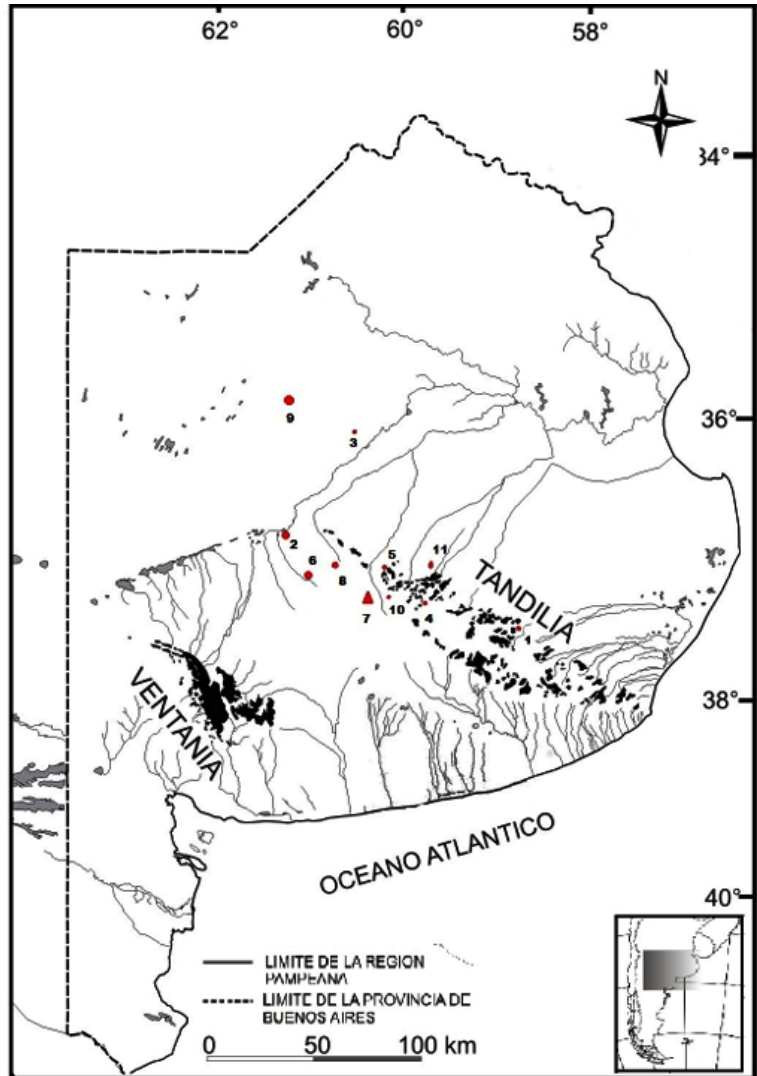 62° 60° 58°
N
34°
9
3
36°
2
5
11
6
8
TANDILIA
7
10
4
1
VENTANIA
38°
OCEANO ATLANTICO
40°
LIMITE DE LA REGION
PAMPEANA
LIMITE DE LA PROVINCIA DE
BUENOS AIRES
0 50 100 km